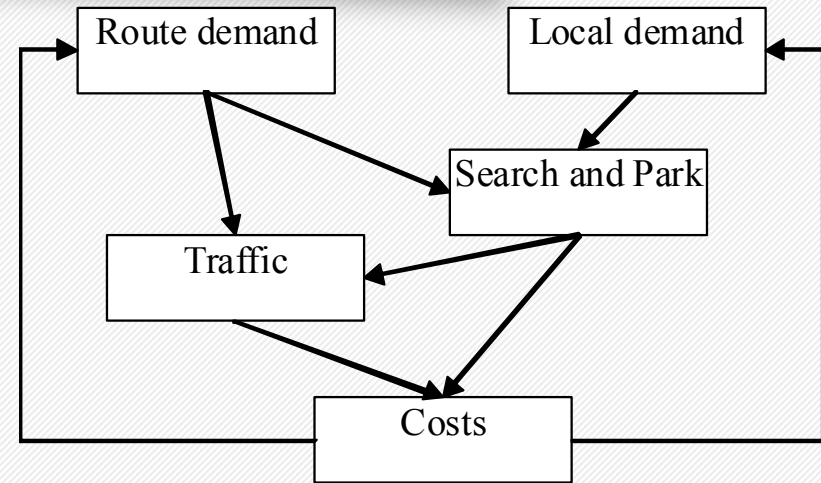 Route demand
Local demand
Search and Park
Traffic
Costs